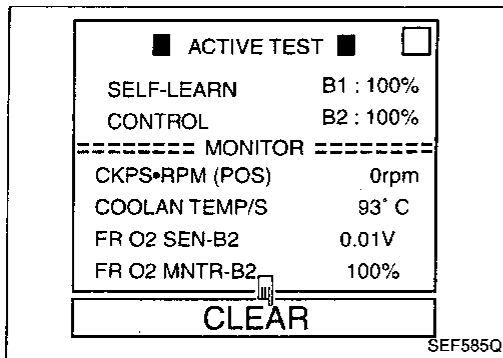 ACTIVE TEST
SELF-LEARN B1 : 100%
CONTROL B2 : 100%
======== MONITOR ========
CKPS•RPM (POS) 0rpm
COOLAN TEMP/S 93° C
FR O2 SEN-B2 0.01V
FR O2 MNTR-B2 100%
CLEAR
SEF585Q